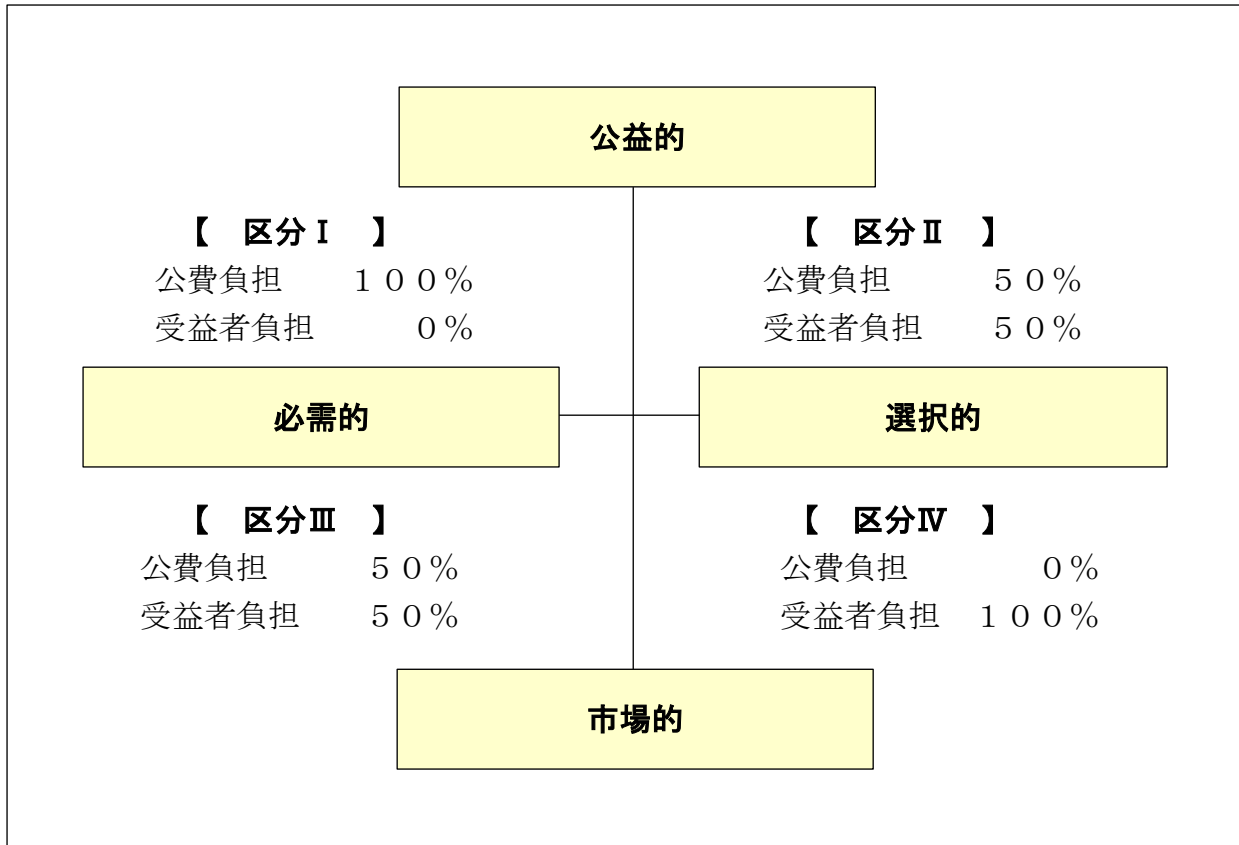 公益的
【　区分Ⅰ　】
公費負担　　１００％
受益者負担　　　０％
【　区分Ⅱ　】
公費負担　　　５０％
受益者負担　　５０％
必需的
選択的
【　区分Ⅲ　】
公費負担　　　５０％
受益者負担　　５０％
【　区分Ⅳ　】
公費負担　　　　０％
受益者負担　１００％
市場的